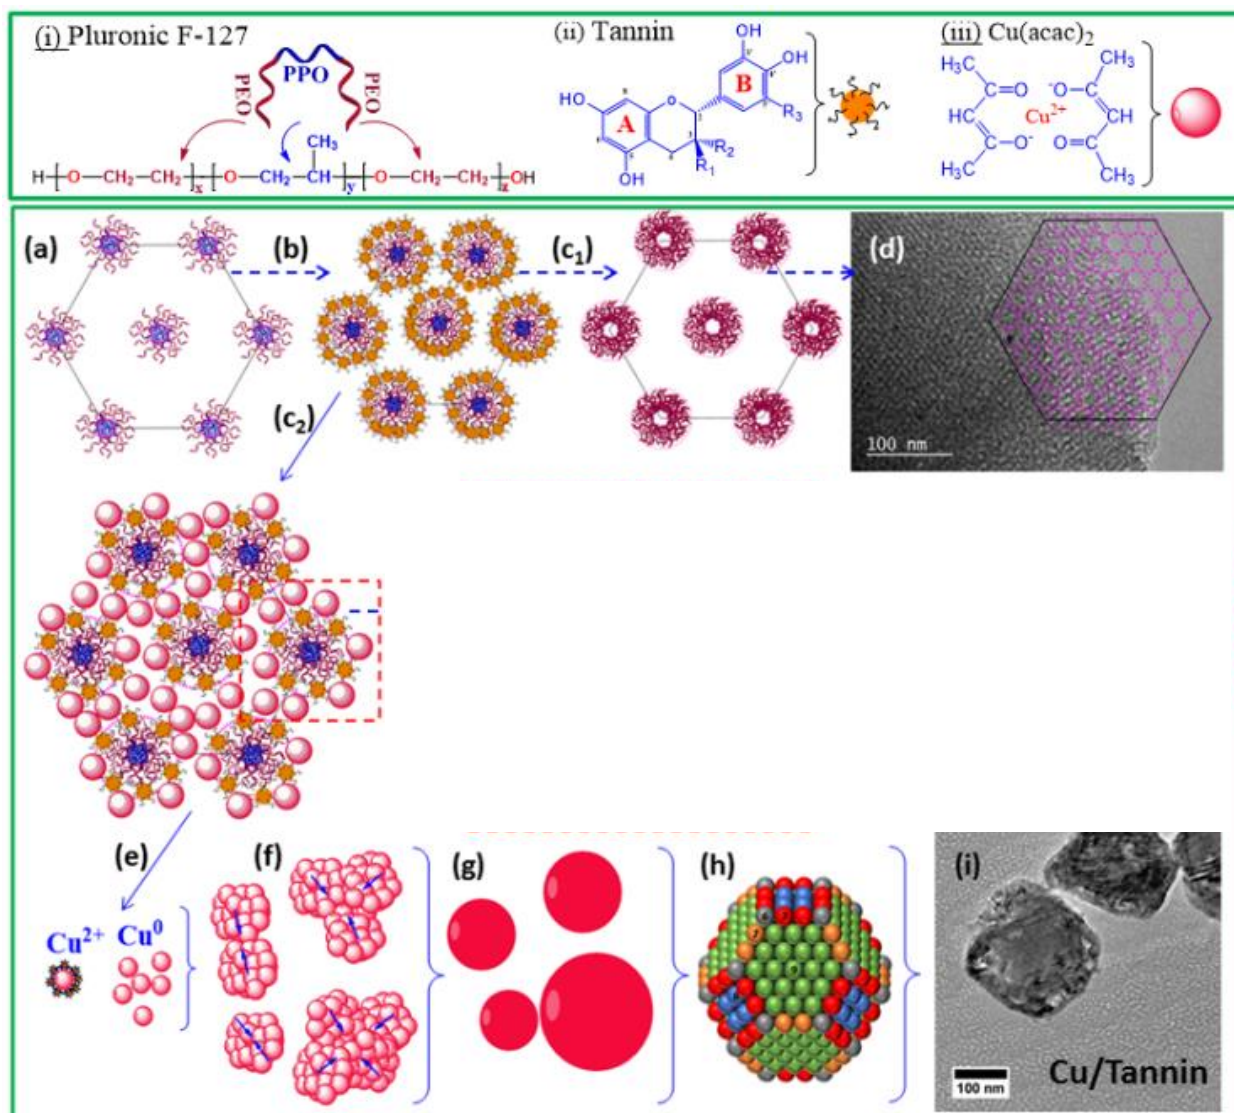 (i) Pluronic F-127
PEO
PPO
PEO
CH₃
H[O—CH₂—CH₂]x[O—CH₂—CH]y[O—CH₂—CH₂]zOH
(ii) Tannin
OH
OH
B
HO
O
R₃
A
R₂
R₁
OH
(iii) Cu(acac)₂
H₃C
CH₃
O
⁻O
HC
Cu²⁺
CH
O⁻
O
H₃C
CH₃
(a)
(b)
(c₁)
(d)
100 nm
(c₂)
(e)
(f)
(g)
(h)
(i)
Cu²⁺ Cu⁰
Cu/Tannin
100 nm